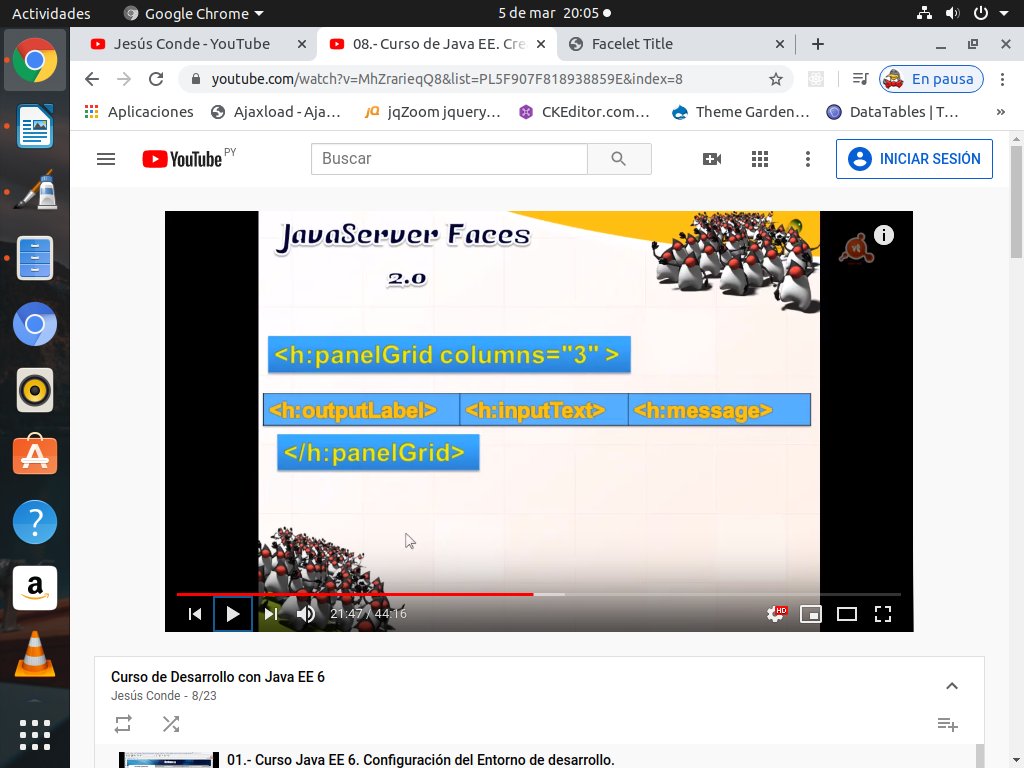 Actividades
Google Chrome
5 de mar 20:05
Jesús Conde - YouTube
08.- Curso de Java EE. Cre
Facelet Title
youtube.com/watch?v=MhZrarieqQ8&list=PL5F907F818938859E&index=8
En pausa
Aplicaciones
Ajaxload - Aja...
jqZoom jquery...
CKEditor.com...
Theme Garden...
DataTables | T...
»
YouTube PY
Buscar
INICIAR SESIÓN
JavaServer Faces
2.0
<h:panelGrid columns="3" >
<h:outputLabel> <h:inputText> <h:message>
</h:panelGrid>
21:47 / 44:16
HD
Curso de Desarrollo con Java EE 6
Jesús Conde - 8/23
01.- Curso Java EE 6. Configuración del Entorno de desarrollo.